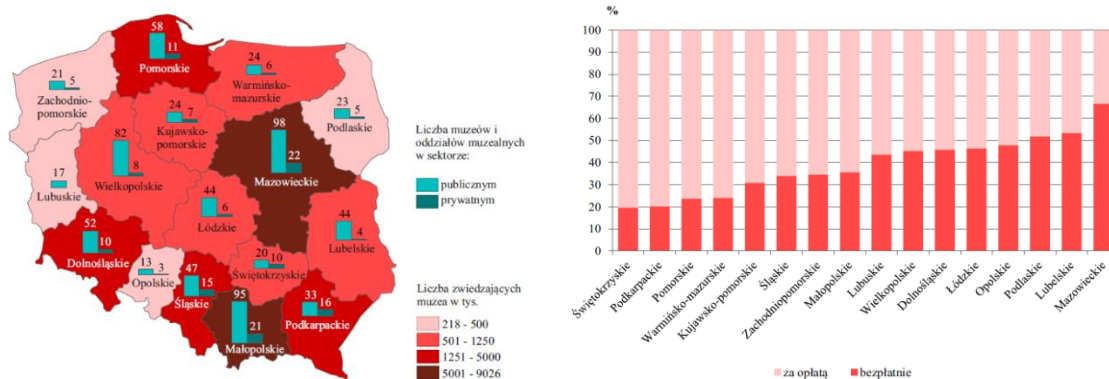 58
11
Pomorskie
24
6
Warmińsko-
mazurskie
21
5
Zachodnio-
pomorskie
24
7
Kujawsko-
pomorskie
23
5
Podlaskie
98
22
Mazowieckie
82
8
Wielkopolskie
17
Lubuskie
44
6
Łódzkie
44
4
Lubelskie
52
10
Dolnośląskie
13
3
Opolskie
47
15
Śląskie
20
10
Świętokrzyskie
95
21
Małopolskie
33
16
Podkarpackie
Liczba muzeów i
oddziałów muzealnych
w sektorze:
publicznym
prywatnym
Liczba zwiedzających
muzea w tys.
218 - 500
501 - 1250
1251 - 5000
5001 - 9026
%
100
90
80
70
60
50
40
30
20
10
0
Świętokrzyskie
Podkarpackie
Pomorskie
Warmińsko-mazurskie
Kujawsko-pomorskie
Śląskie
Zachodniopomorskie
Małopolskie
Lubuskie
Wielkopolskie
Dolnośląskie
Łódzkie
Opolskie
Podlaskie
Lubelskie
Mazowieckie
za opłatą
bezpłatnie